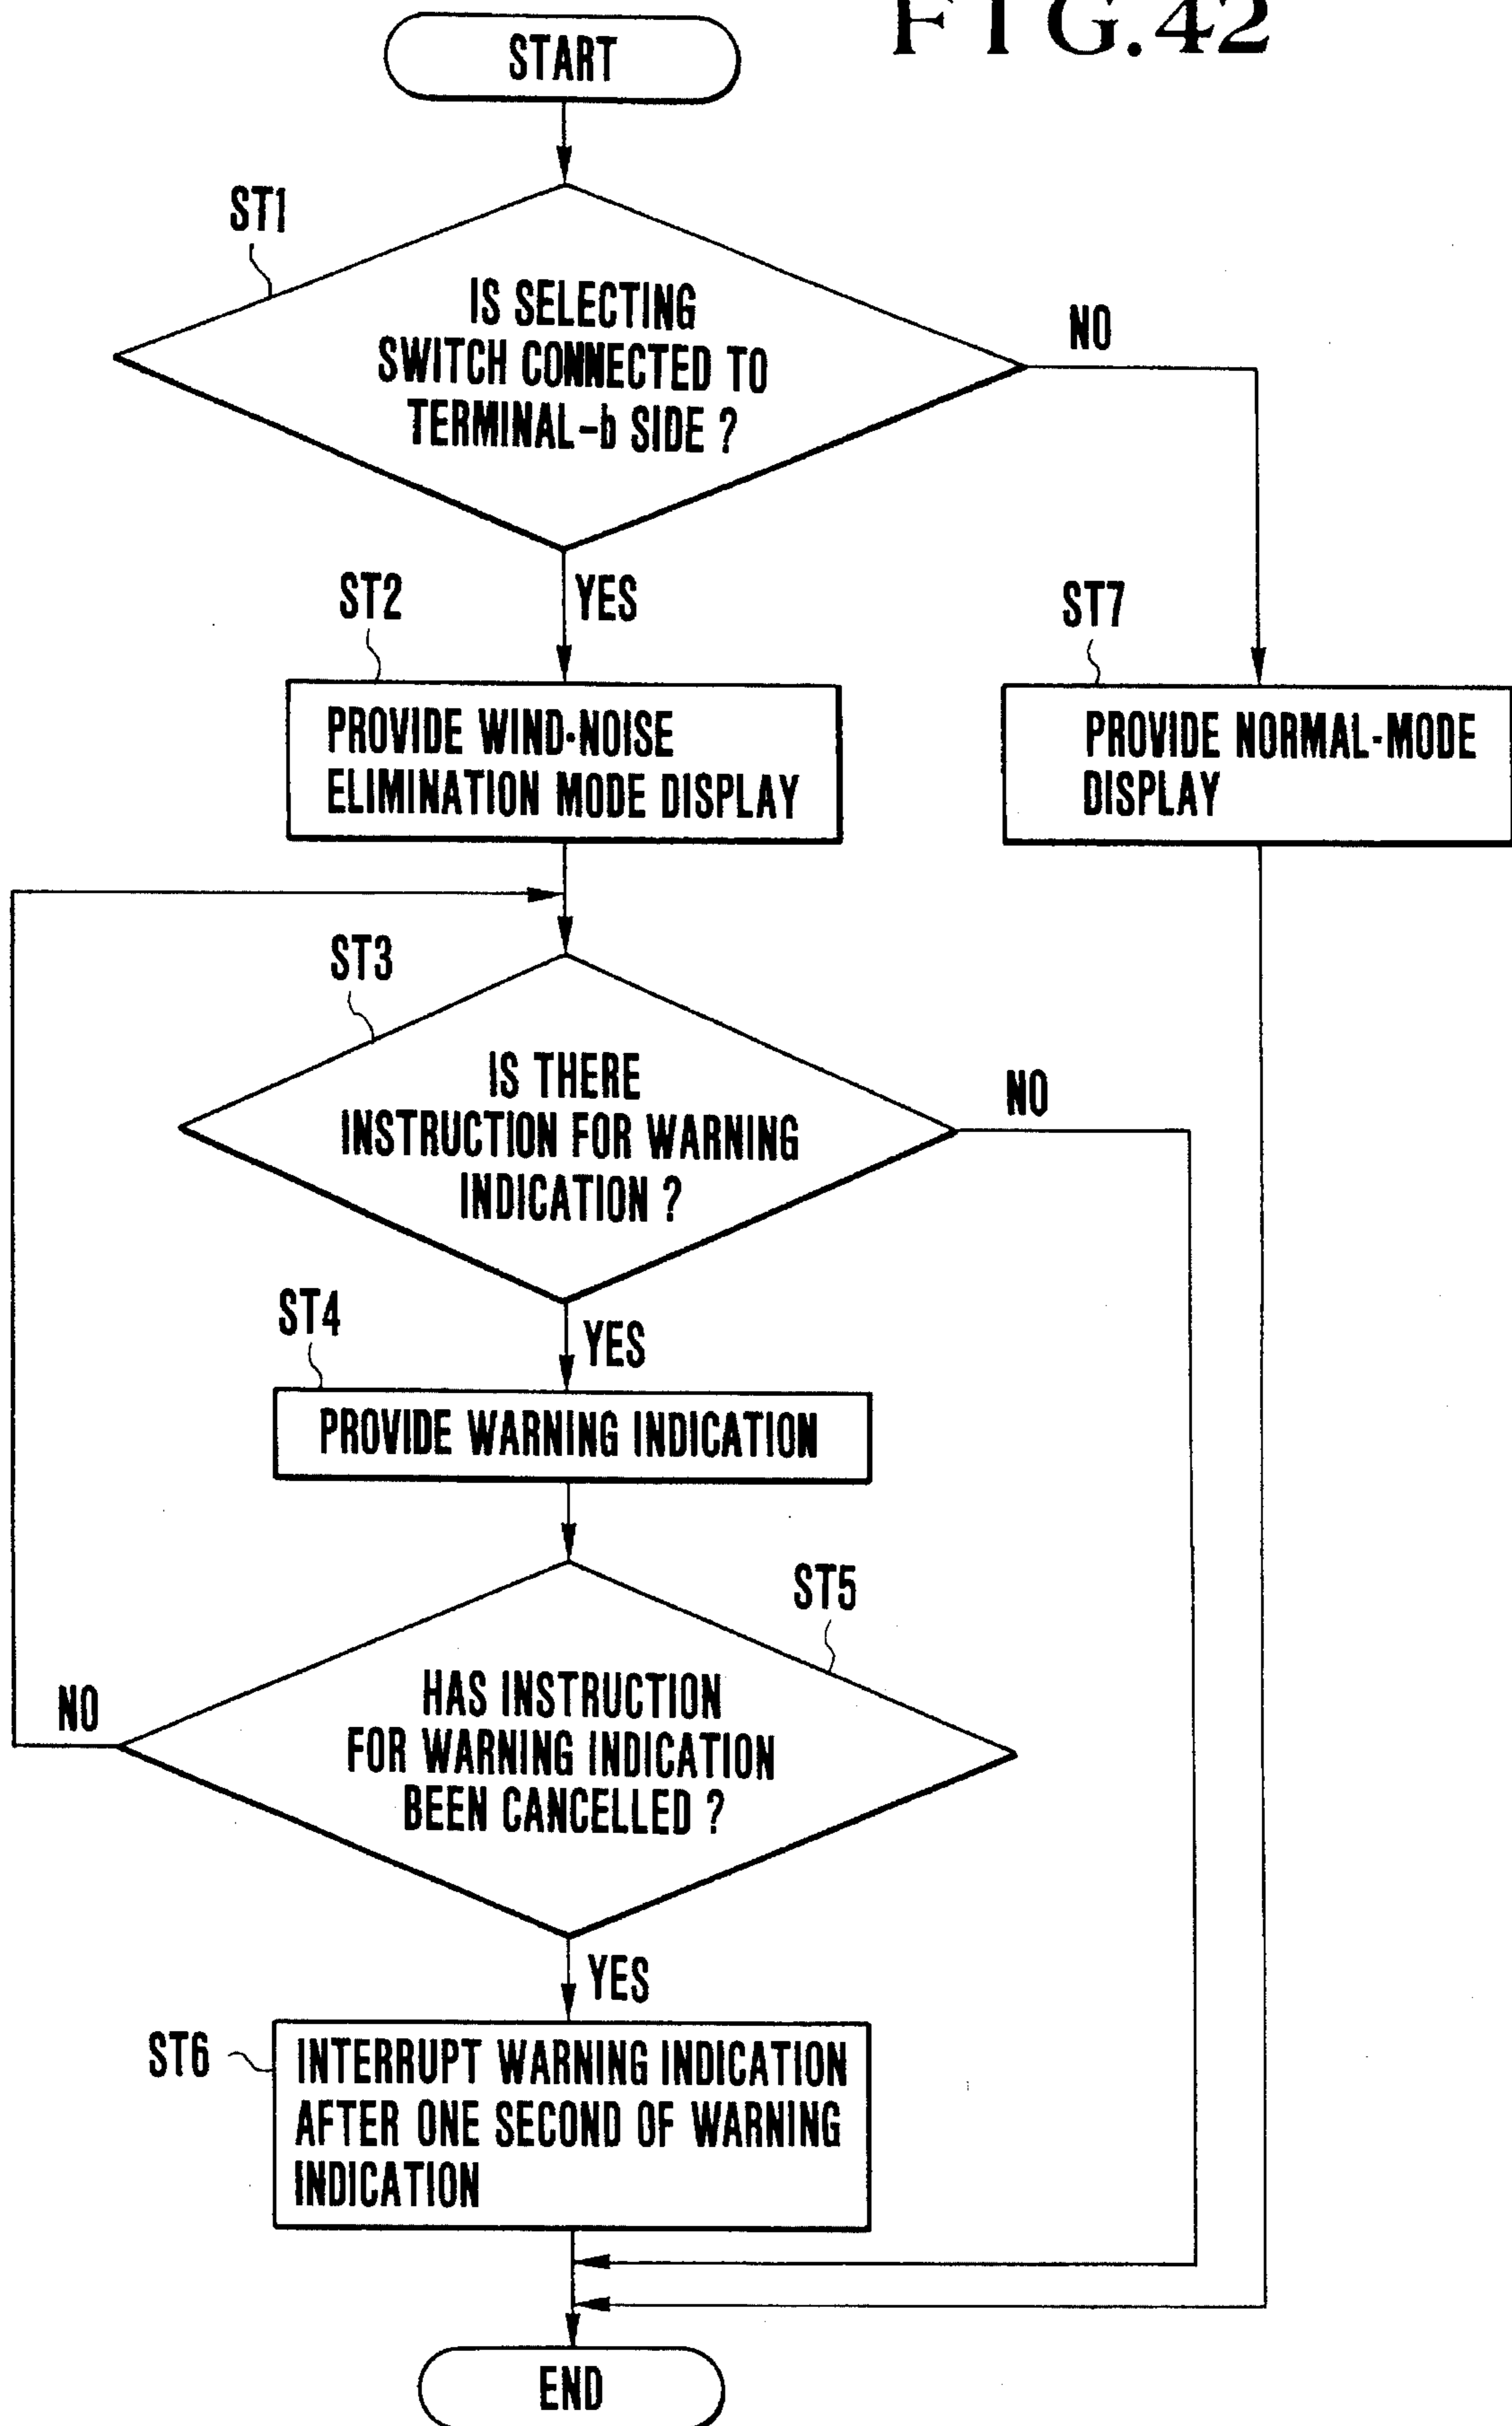 FIG.42
START
ST1
IS SELECTING
SWITCH CONNECTED TO
TERMINAL-b SIDE ?
NO
YES
ST2
PROVIDE WIND-NOISE
ELIMINATION MODE DISPLAY
ST7
PROVIDE NORMAL-MODE
DISPLAY
ST3
IS THERE
INSTRUCTION FOR WARNING
INDICATION ?
NO
YES
ST4
PROVIDE WARNING INDICATION
ST5
HAS INSTRUCTION
FOR WARNING INDICATION
BEEN CANCELLED ?
NO
YES
ST6
INTERRUPT WARNING INDICATION
AFTER ONE SECOND OF WARNING
INDICATION
END